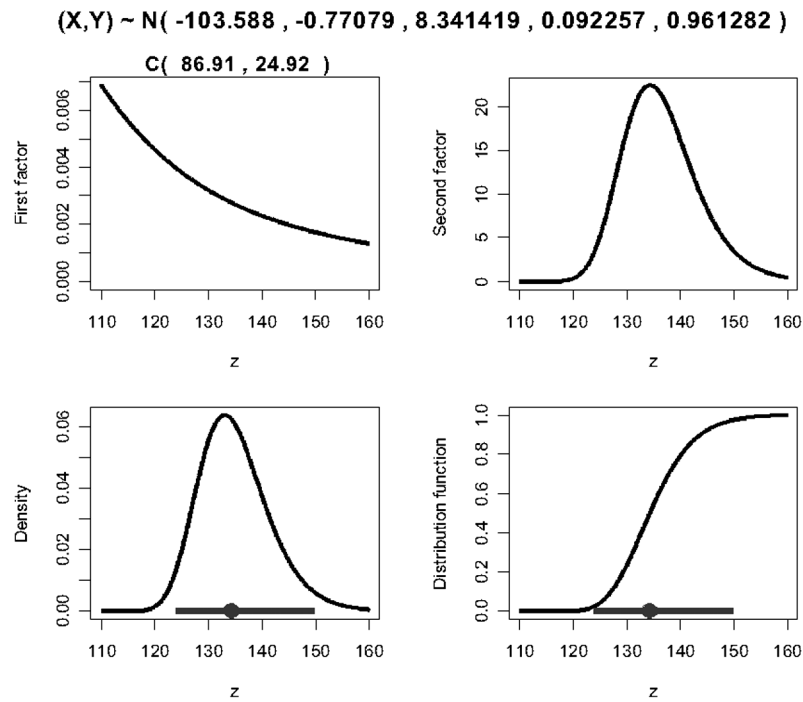 (X,Y) ~ N( -103.588 , -0.77079 , 8.341419 , 0.092257 , 0.961282 )
C( 86.91 , 24.92 )
First factor
0.000 0.002 0.004 0.006
110 120 130 140 150 160
z
Second factor
0 5 10 15 20
110 120 130 140 150 160
z
Density
0.00 0.02 0.04 0.06
110 120 130 140 150 160
z
Distribution function
0.0 0.2 0.4 0.6 0.8 1.0
110 120 130 140 150 160
z